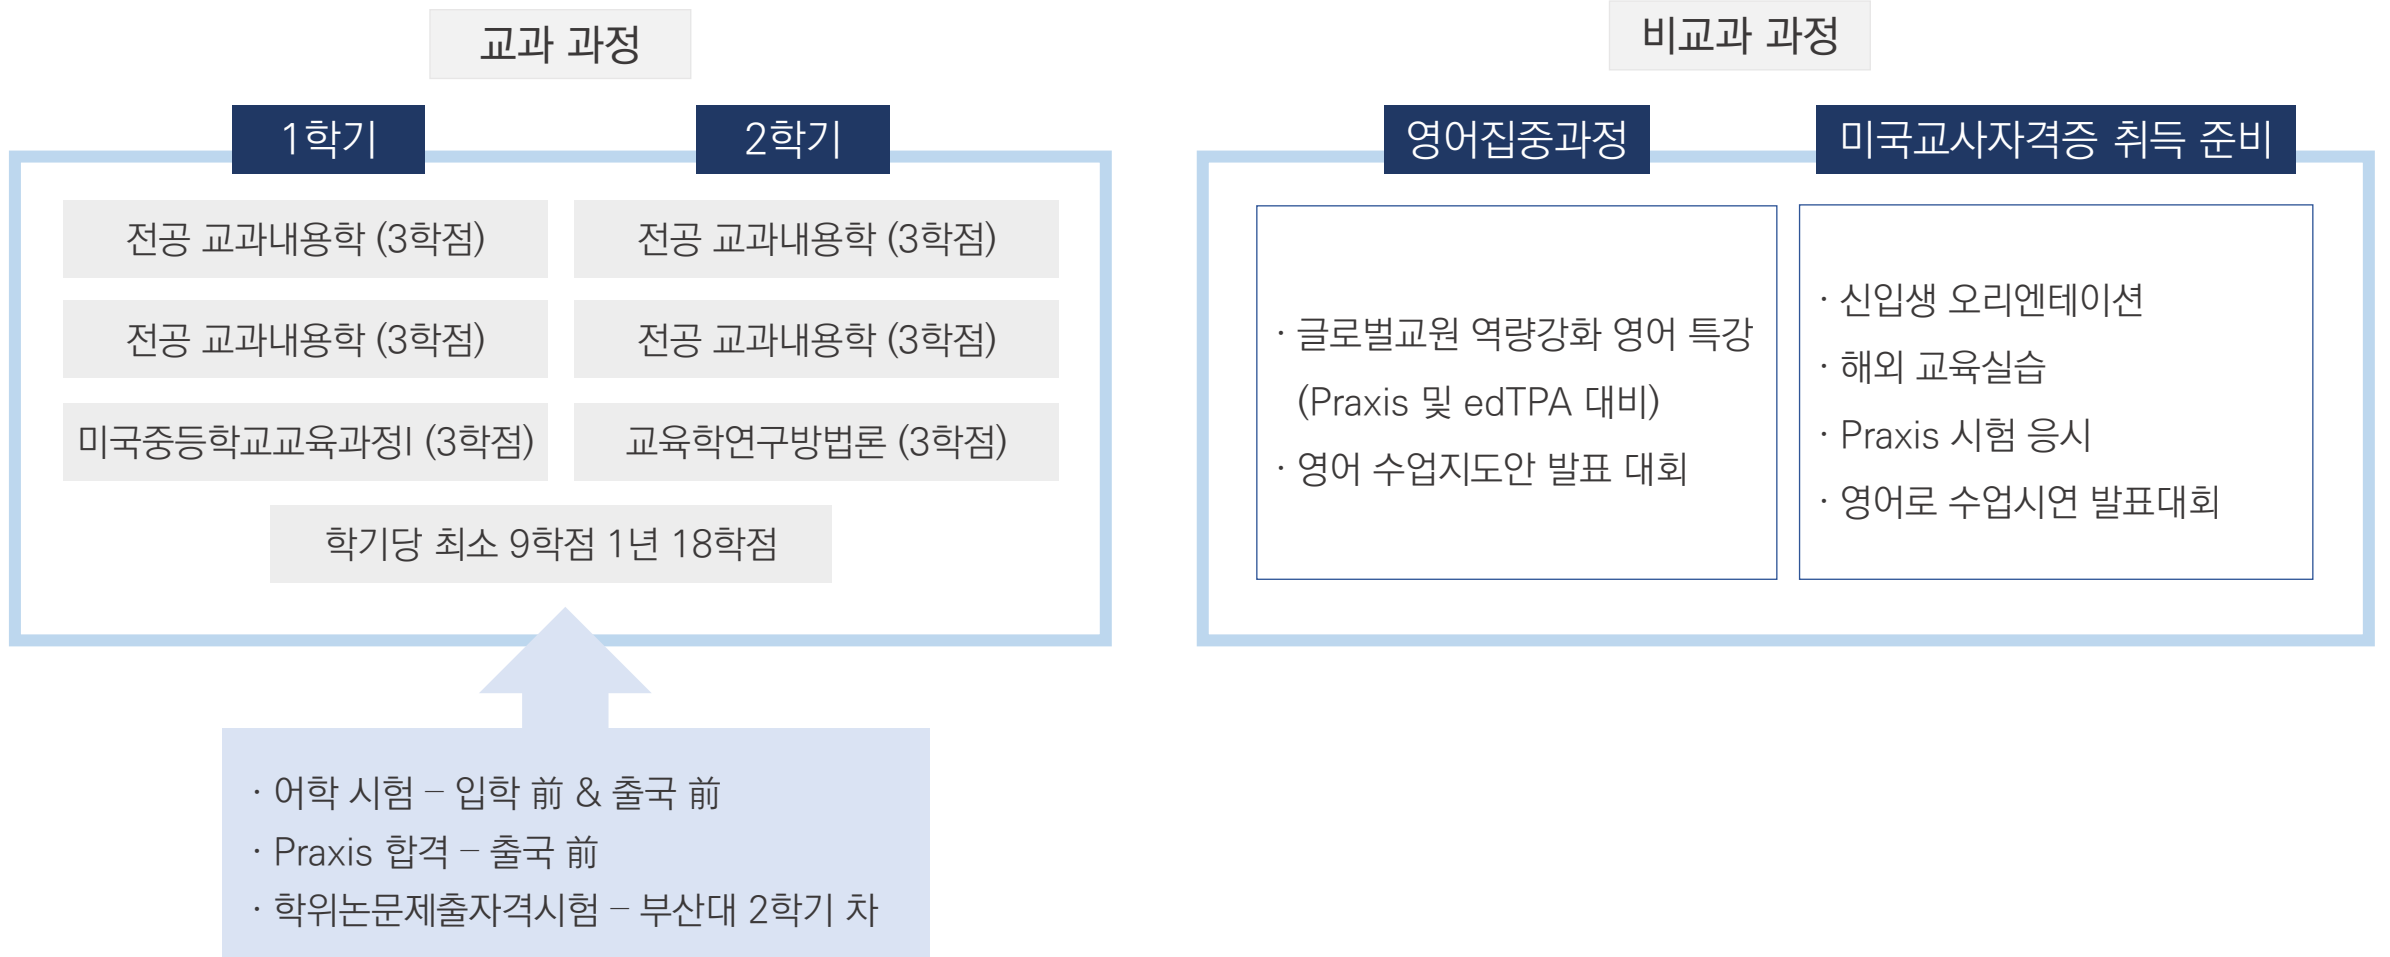 교과 과정
1학기
2학기
전공 교과내용학 (3학점)
전공 교과내용학 (3학점)
전공 교과내용학 (3학점)
전공 교과내용학 (3학점)
미국중등학교교육과정I (3학점)
교육학연구방법론 (3학점)
학기당 최소 9학점 1년 18학점
· 어학 시험 – 입학 前 & 출국 前
· Praxis 합격 – 출국 前
· 학위논문제출자격시험 – 부산대 2학기 차
비교과 과정
영어집중과정
미국교사자격증 취득 준비
· 글로벌교원 역량강화 영어 특강
(Praxis 및 edTPA 대비)
· 영어 수업지도안 발표 대회
· 신입생 오리엔테이션
· 해외 교육실습
· Praxis 시험 응시
· 영어로 수업시연 발표대회